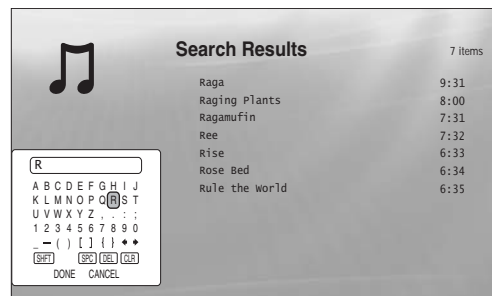 Search Results 7 items
Raga 9:31
Raging Plants 8:00
Ragamufin 7:31
Ree 7:32
Rise 6:33
Rose Bed 6:34
Rule the World 6:35
R
A B C D E F G H I J
K L M N O P Q R S T
U V W X Y Z , . : ;
1 2 3 4 5 6 7 8 9 0
_ – ( ) [ ] { }
SHFT SPC DEL CLR
DONE CANCEL